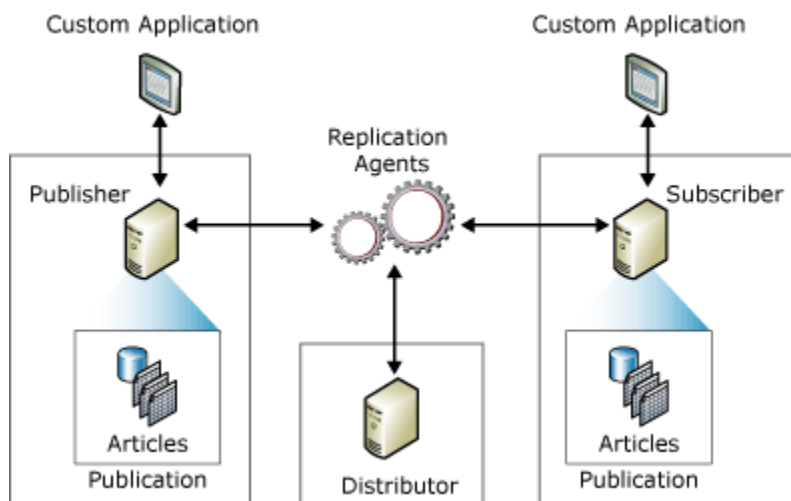 Custom Application
Custom Application
Replication
Agents
Publisher
Subscriber
Articles
Publication
Distributor
Articles
Publication